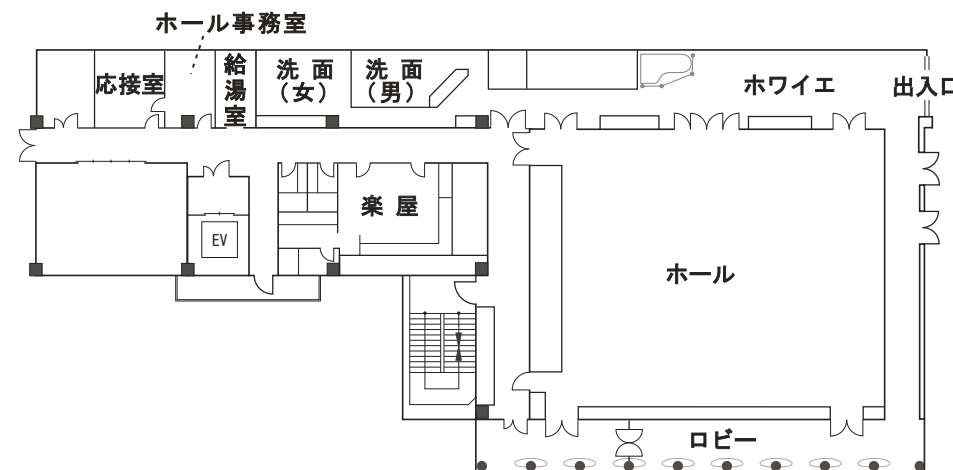 ホール事務室
応接室
給湯室
洗面
（女）
洗面
（男）
ホワイエ
出入口
楽屋
EV
ホール
ロビー